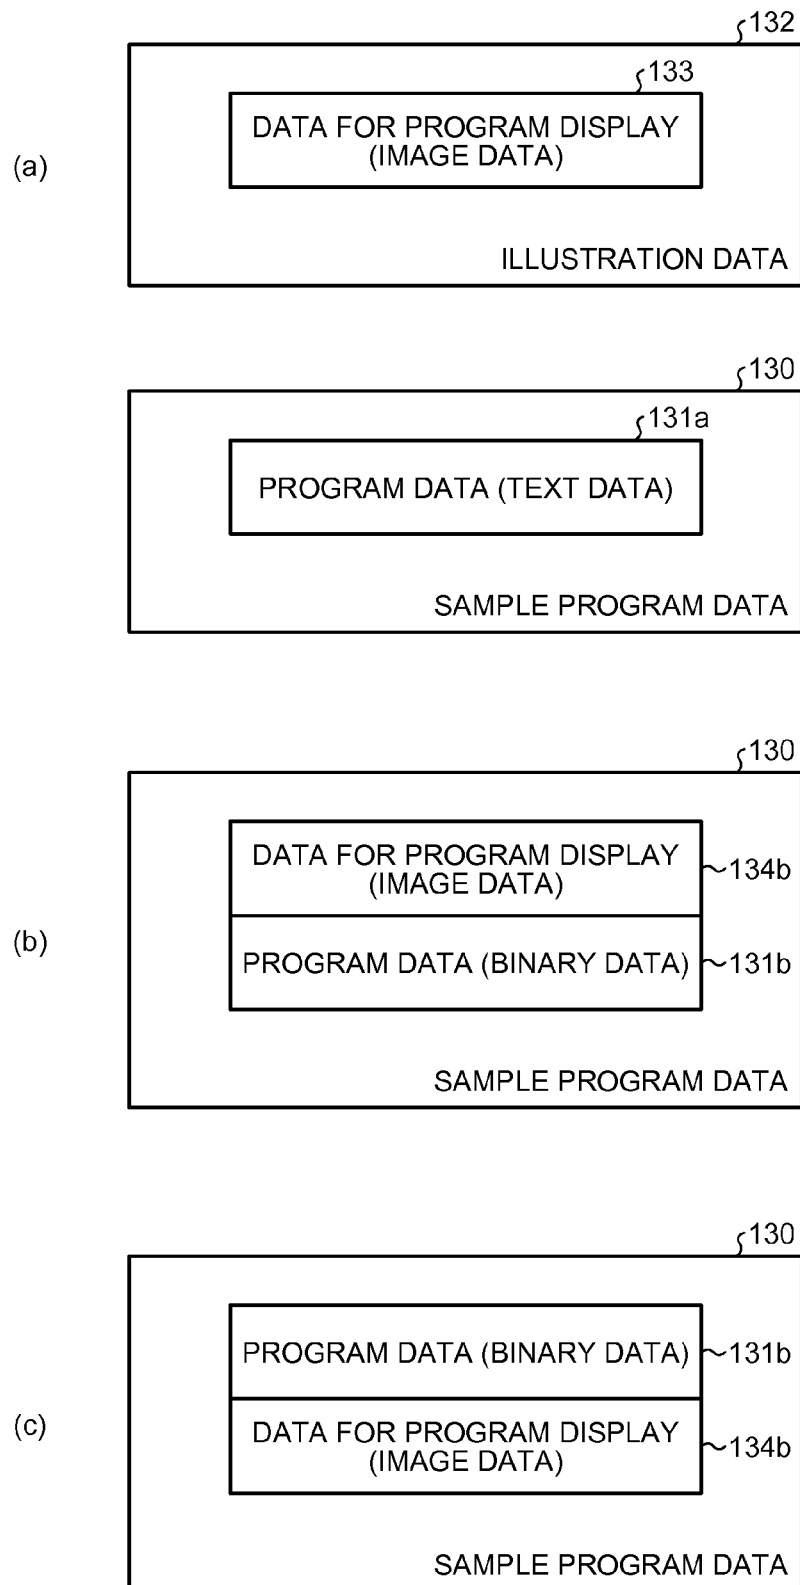 132
133
DATA FOR PROGRAM DISPLAY
(IMAGE DATA)
(a)
ILLUSTRATION DATA
130
131a
PROGRAM DATA (TEXT DATA)
SAMPLE PROGRAM DATA
130
DATA FOR PROGRAM DISPLAY
(IMAGE DATA)
134b
(b)
PROGRAM DATA (BINARY DATA)
131b
SAMPLE PROGRAM DATA
130
PROGRAM DATA (BINARY DATA)
131b
(c)
DATA FOR PROGRAM DISPLAY
(IMAGE DATA)
134b
SAMPLE PROGRAM DATA